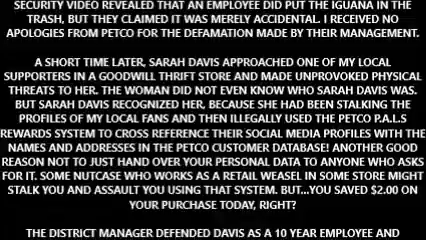 SECURITY VIDEO REVEALED THAT AN EMPLOYEE DID PUT THE IGUANA IN THE
TRASH, BUT THEY CLAIMED IT WAS MERELY ACCIDENTAL. I RECEIVED NO
APOLOGIES FROM PETCO FOR THE DEFAMATION MADE BY THEIR MANAGEMENT.
A SHORT TIME LATER, SARAH DAVIS APPROACHED ONE OF MY LOCAL
SUPPORTERS IN A GOODWILL THRIFT STORE AND MADE UNPROVOKED PHYSICAL
THREATS TO HER. THE WOMAN DID NOT EVEN KNOW WHO SARAH DAVIS WAS.
BUT SARAH DAVIS RECOGNIZED HER, BECAUSE SHE HAD BEEN STALKING THE
PROFILES OF MY LOCAL FANS AND THEN ILLEGALLY USED THE PETCO P.A.L.S
REWARDS SYSTEM TO CROSS REFERENCE THEIR SOCIAL MEDIA PROFILES WITH THE
NAMES AND ADDRESSES IN THE PETCO CUSTOMER DATABASE! ANOTHER GOOD
REASON NOT TO JUST HAND OVER YOUR PERSONAL DATA TO ANYONE WHO ASKS
FOR IT. SOME NUTCASE WHO WORKS AS A RETAIL WEASEL IN SOME STORE MIGHT
STALK YOU AND ASSAULT YOU USING THAT SYSTEM. BUT...YOU SAVED $2.00 ON
YOUR PURCHASE TODAY, RIGHT?
THE DISTRICT MANAGER DEFENDED DAVIS AS A 10 YEAR EMPLOYEE AND